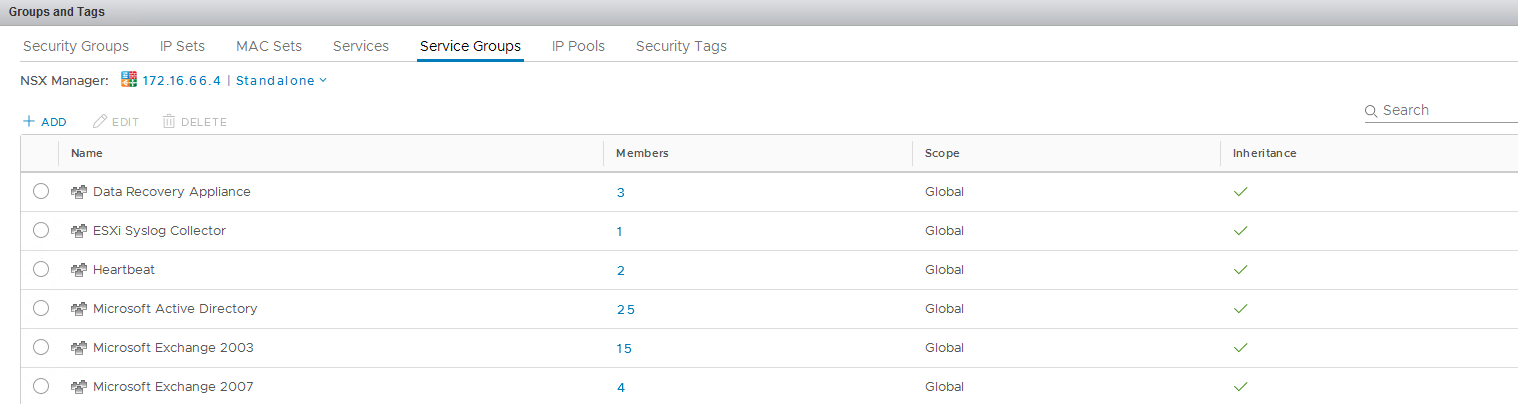 Groups and Tags
Security Groups IP Sets MAC Sets Services Service Groups IP Pools Security Tags
NSX Manager: 172.16.66.4 | Standalone
ADD EDIT DELETE Search
Name Members Scope Inheritance
Data Recovery Appliance 3 Global
ESXi Syslog Collector 1 Global
Heartbeat 2 Global
Microsoft Active Directory 25 Global
Microsoft Exchange 2003 15 Global
Microsoft Exchange 2007 4 Global